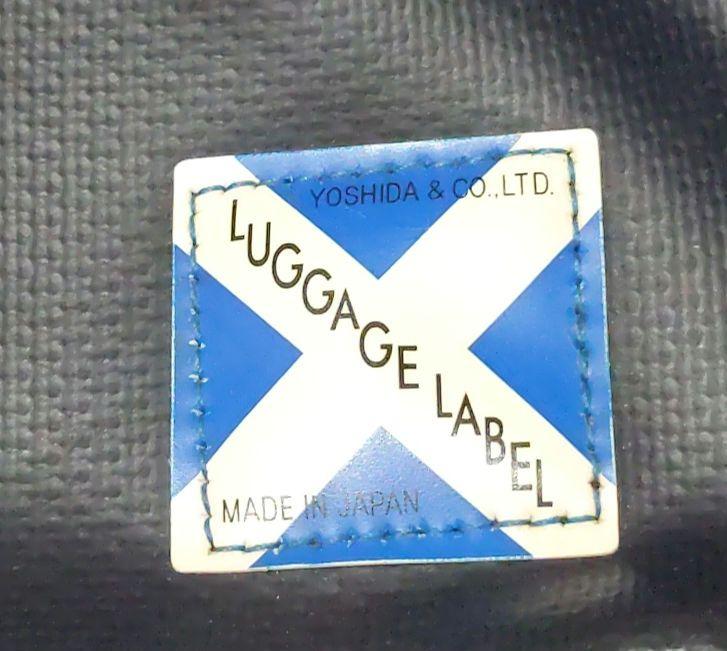 YOSHIDA & CO.,LTD.
LUGGAGE LABEL
MADE IN JAPAN